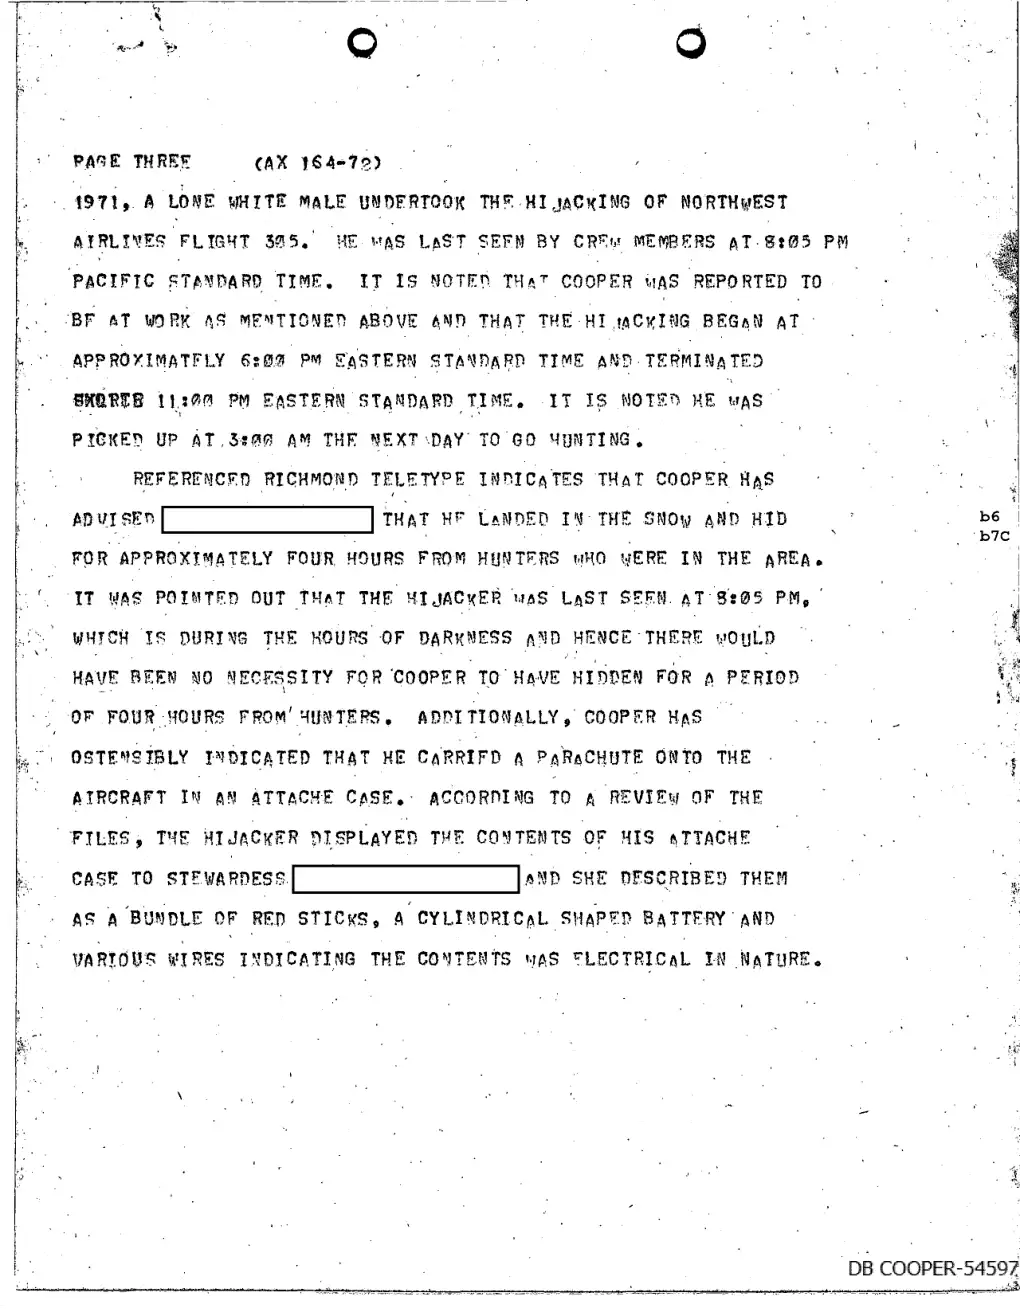 PAGE THREE (AX 164-72)
1971, A LONE WHITE MALE UNDERTOOK THE HIJACKING OF NORTHWEST
AIRLINES FLIGHT 305. HE WAS LAST SEEN BY CREW MEMBERS AT 8:05 PM
PACIFIC STANDARD TIME. IT IS NOTED THAT COOPER WAS REPORTED TO
BE AT WORK AS MENTIONED ABOVE AND THAT THE HIJACKING BEGAN AT
APPROXIMATELY 6:00 PM EASTERN STANDARD TIME AND TERMINATED
11:00 PM EASTERN STANDARD TIME. IT IS NOTED HE WAS
PICKED UP AT 3:00 AM THE NEXT DAY TO GO HUNTING.
REFERENCED RICHMOND TELETYPE INDICATES THAT COOPER HAS
ADVISED THAT HE LANDED IN THE SNOW AND HID
b6
b7C
FOR APPROXIMATELY FOUR HOURS FROM HUNTERS WHO WERE IN THE AREA.
IT WAS POINTED OUT THAT THE HIJACKER WAS LAST SEEN AT 8:05 PM,
WHICH IS DURING THE HOURS OF DARKNESS AND HENCE THERE WOULD
HAVE BEEN NO NECESSITY FOR COOPER TO HAVE HIDDEN FOR A PERIOD
OF FOUR HOURS FROM HUNTERS. ADDITIONALLY, COOPER HAS
OSTENSIBLY INDICATED THAT HE CARRIED A PARACHUTE ONTO THE
AIRCRAFT IN AN ATTACHE CASE. ACCORDING TO A REVIEW OF THE
FILES, THE HIJACKER DISPLAYED THE CONTENTS OF HIS ATTACHE
CASE TO STEWARDESS AND SHE DESCRIBED THEM
AS A BUNDLE OF RED STICKS, A CYLINDRICAL SHAPED BATTERY AND
VARIOUS WIRES INDICATING THE CONTENTS WAS ELECTRICAL IN NATURE.
DB COOPER-54597